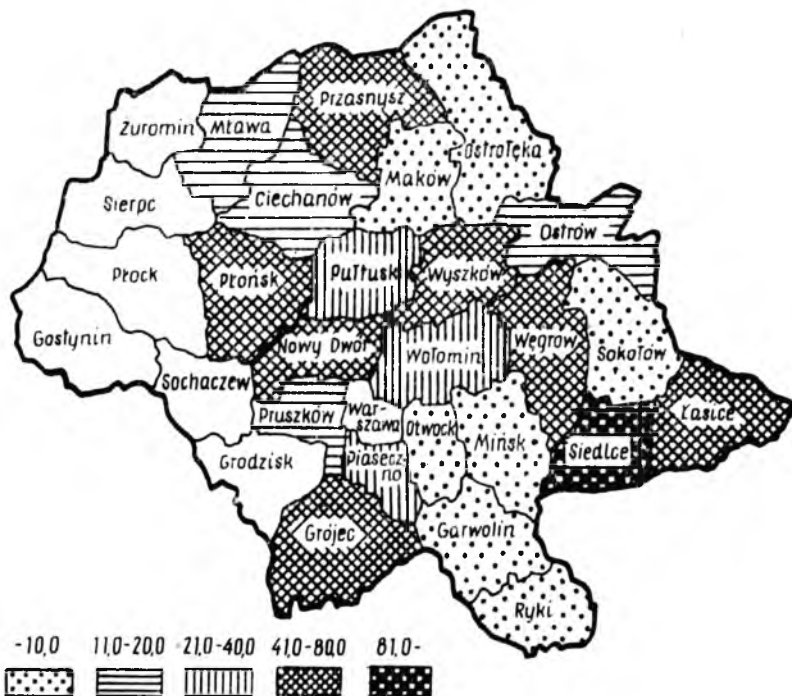 Przasnysz
Żuromin
Mława
Ostrołęka
Maków
Sierpc
Ciechanów
Ostrów
Płock
Płońsk
Pułtusk
Wyszków
Gostynin
Nowy Dwór
Wołomin
Węgrów
Sokołów
Sochaczew
Pruszków
War-
szawa
Otwock
Mińsk
Siedlce
Łosice
Grodzisk
Piasecz-
no
Grójec
Garwolin
Ryki
-10,0 11,0-20,0 21,0-40,0 41,0-80,0 81,0-